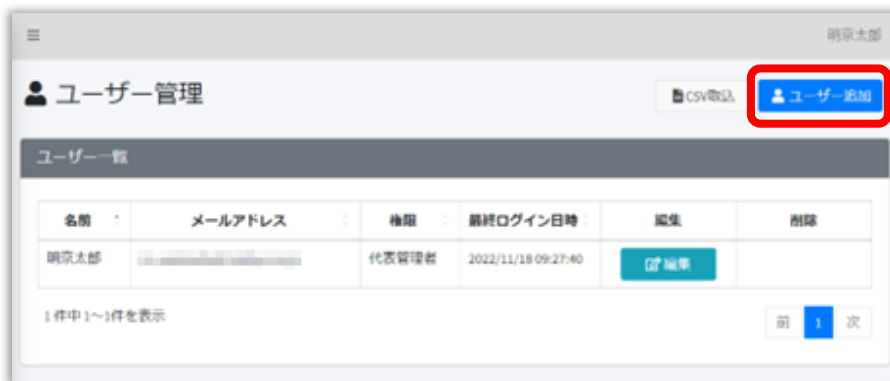 明京太郎
ユーザー管理
CSV取込
ユーザー追加
ユーザー一覧
名前 メールアドレス 権限 最終ログイン日時 編集 削除
明京太郎 代表管理者 2022/11/18 09:27:40 編集
1件中1～1件を表示
前 1 次